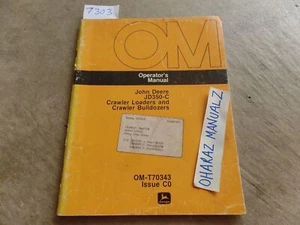 7303
OM
Operator's
Manual
John Deere
JD350-C
Crawler Loaders and
Crawler Bulldozers
OM-T70343
Issue C0
OHARAZ MANUALZ